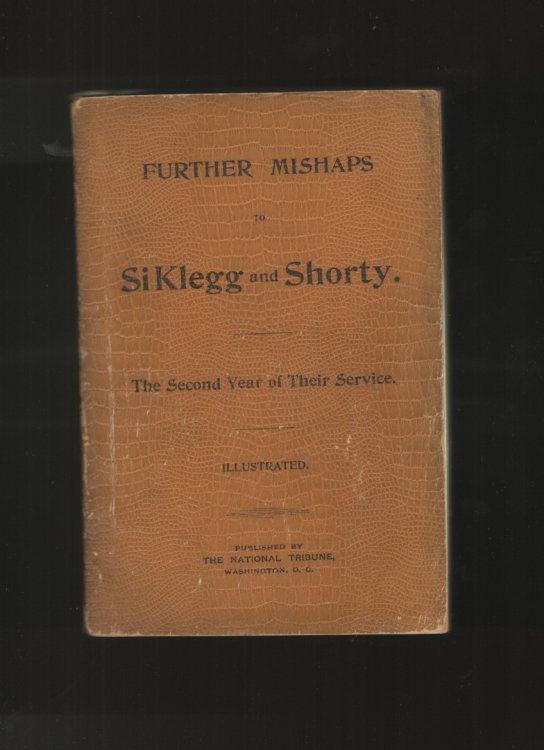 FURTHER MISHAPS
TO
Si Klegg and Shorty.
The Second Year of Their Service.
ILLUSTRATED.
PUBLISHED BY
THE NATIONAL TRIBUNE,
WASHINGTON, D. C.